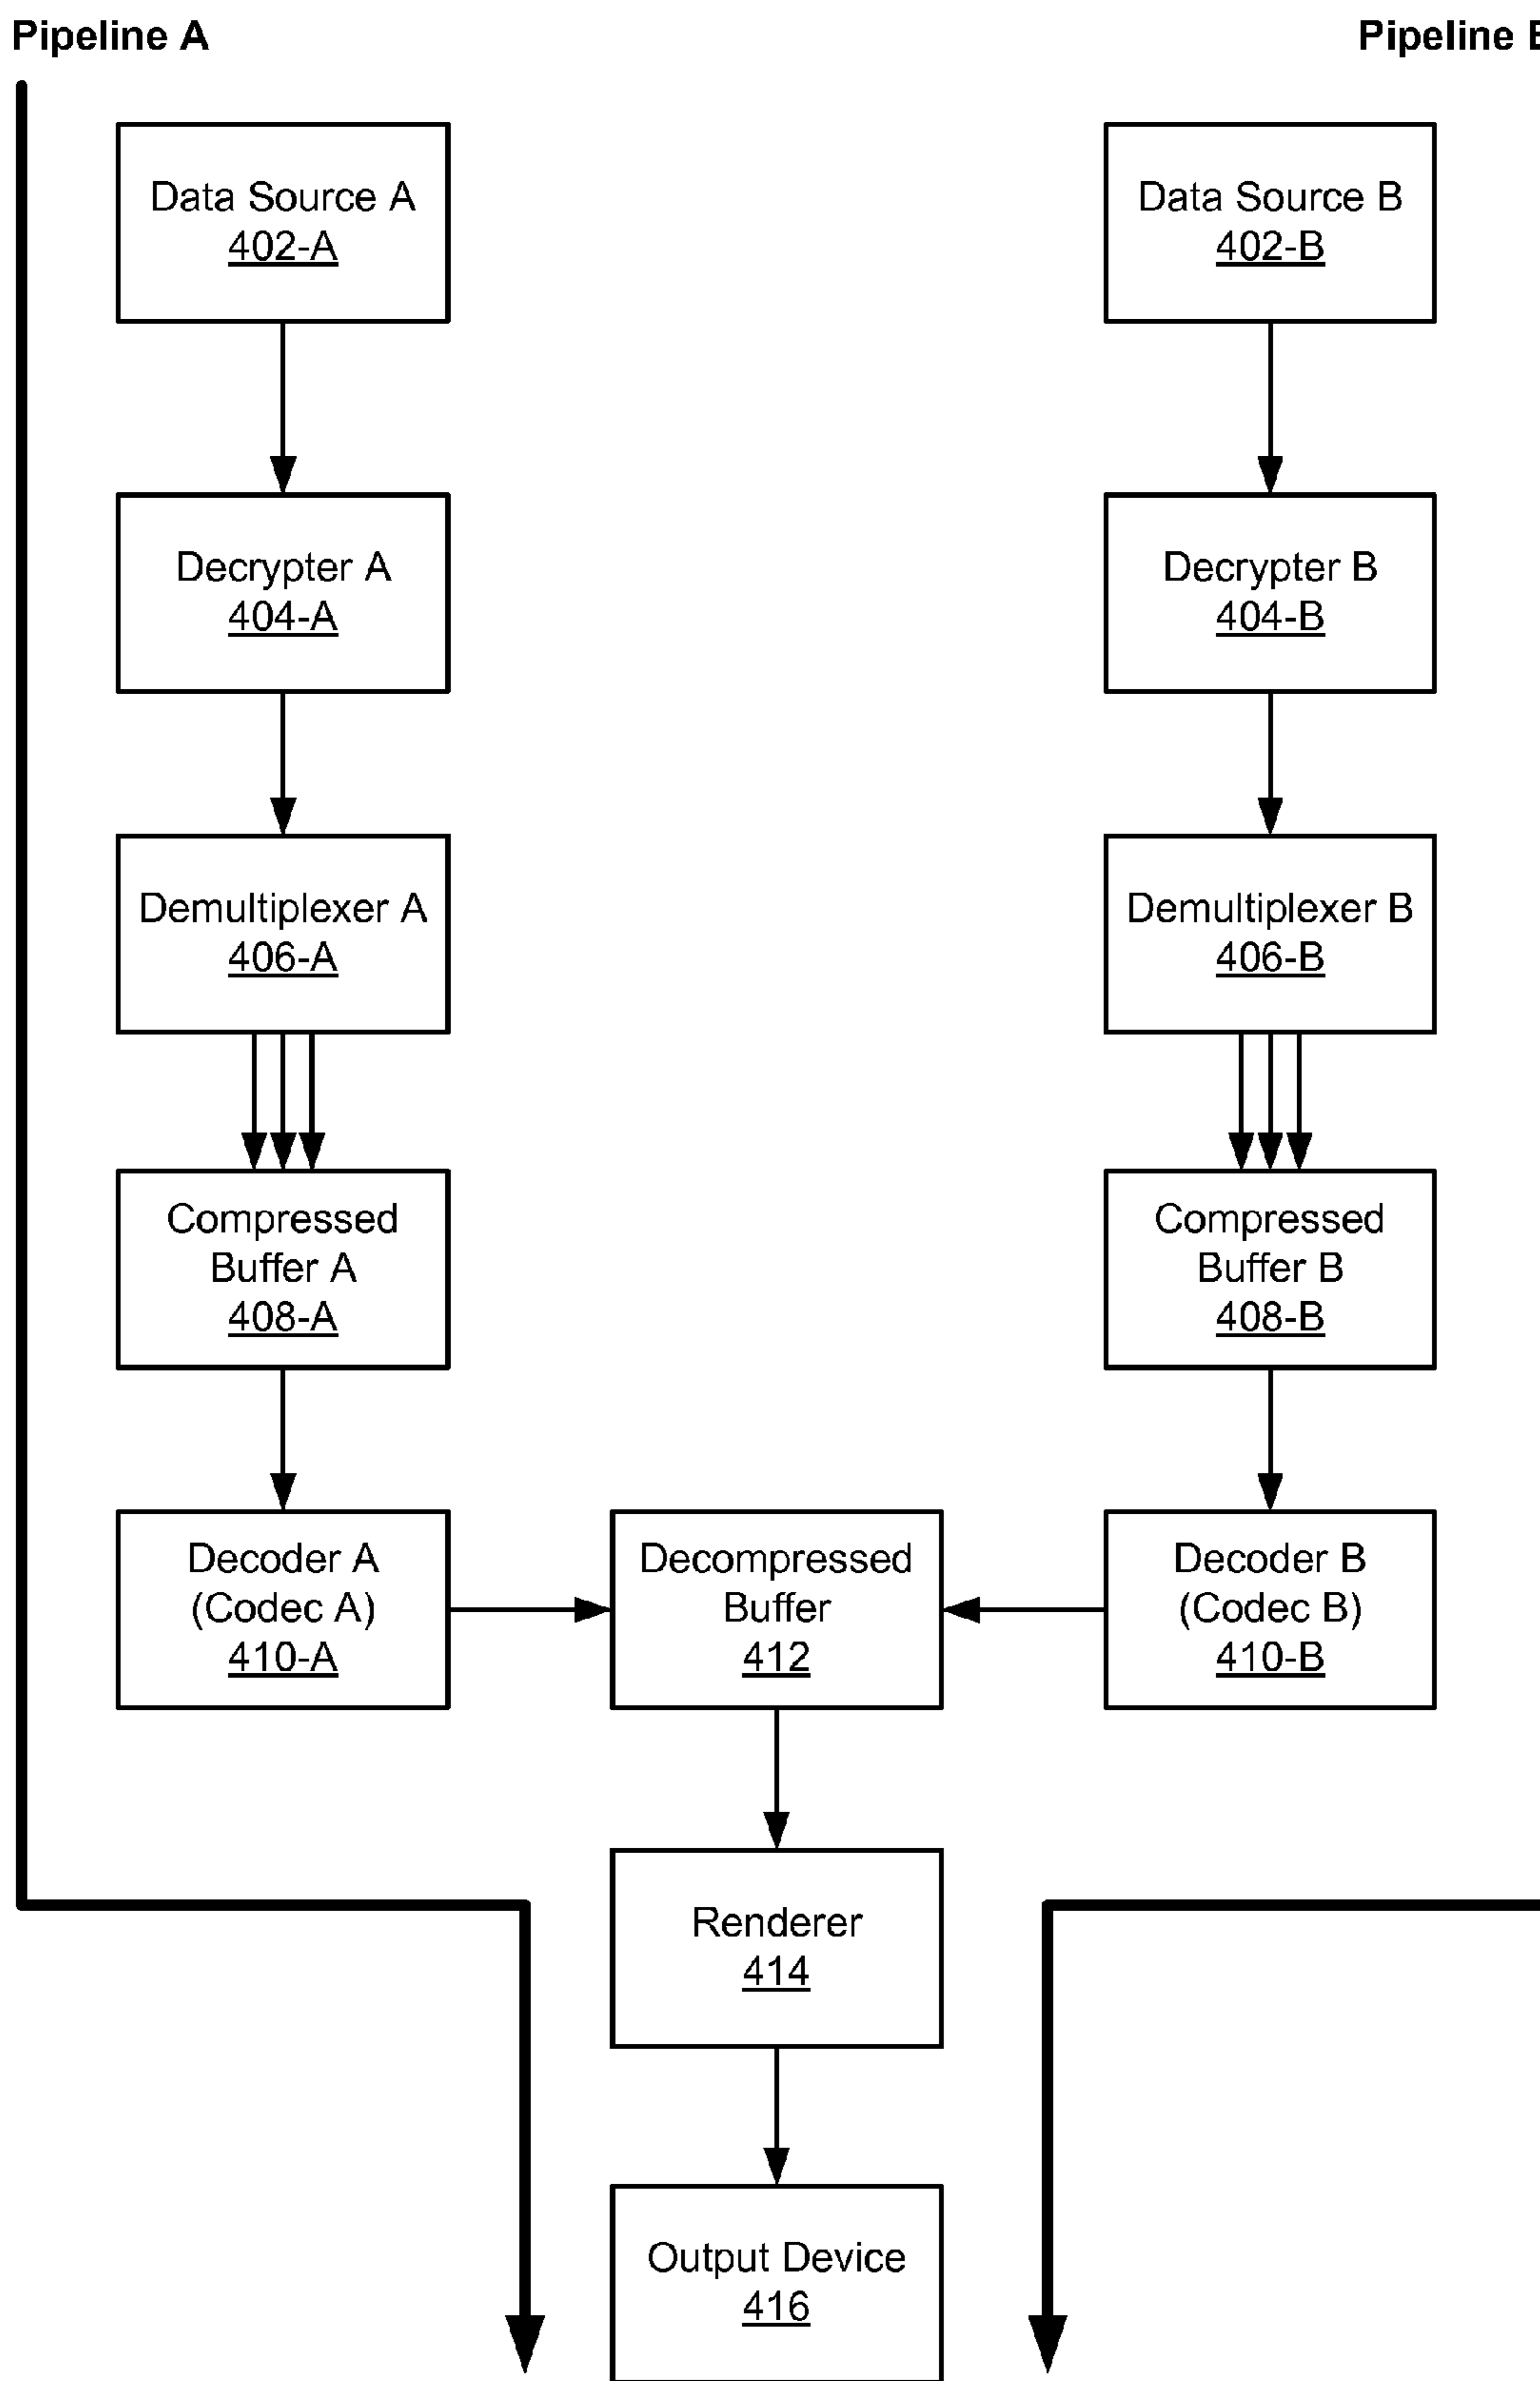 Pipeline A
Pipeline B
Data Source A
402-A
Data Source B
402-B
Decrypter A
404-A
Decrypter B
404-B
Demultiplexer A
406-A
Demultiplexer B
406-B
Compressed
Buffer A
408-A
Compressed
Buffer B
408-B
Decoder A
(Codec A)
410-A
Decompressed
Buffer
412
Decoder B
(Codec B)
410-B
Renderer
414
Output Device
416